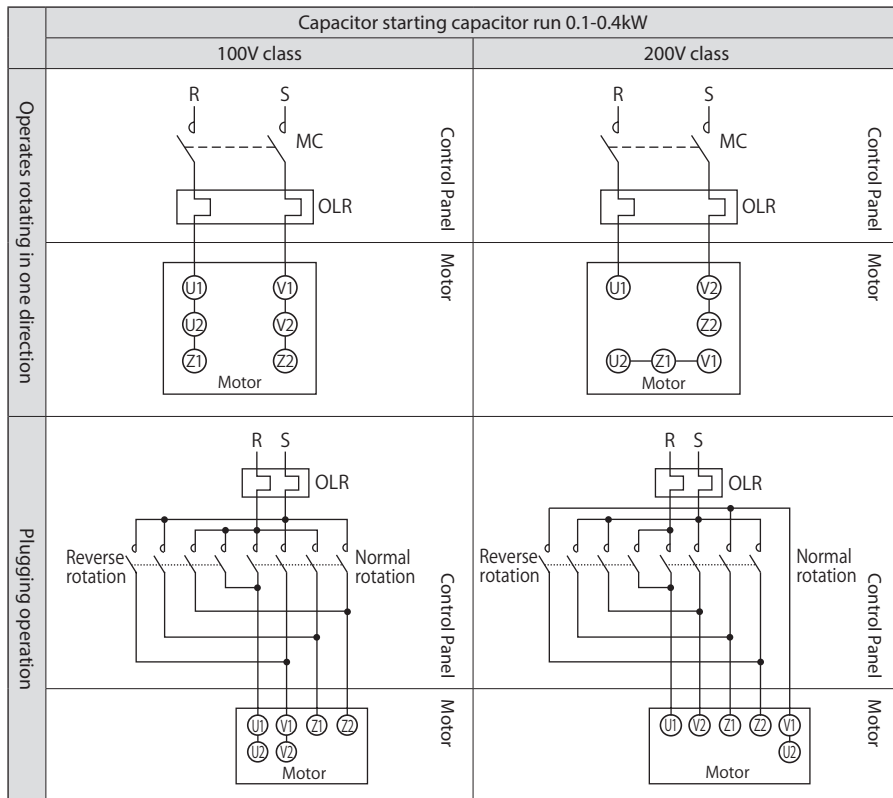 Capacitor starting capacitor run 0.1-0.4kW
100V class
200V class
Operates rotating in one direction
R S
MC
OLR
Control Panel
U1 V1
U2 V2
Z1 Z2
Motor
Motor
R S
MC
OLR
Control Panel
U1 V2
Z2
U2 Z1 V1
Motor
Motor
Plugging operation
R S
OLR
Reverse
rotation
Normal
rotation
Control Panel
U1 V1 Z1 Z2
U2 V2
Motor
Motor
R S
OLR
Reverse
rotation
Normal
rotation
Control Panel
U1 V2 Z1 Z2 V1
U2
Motor
Motor